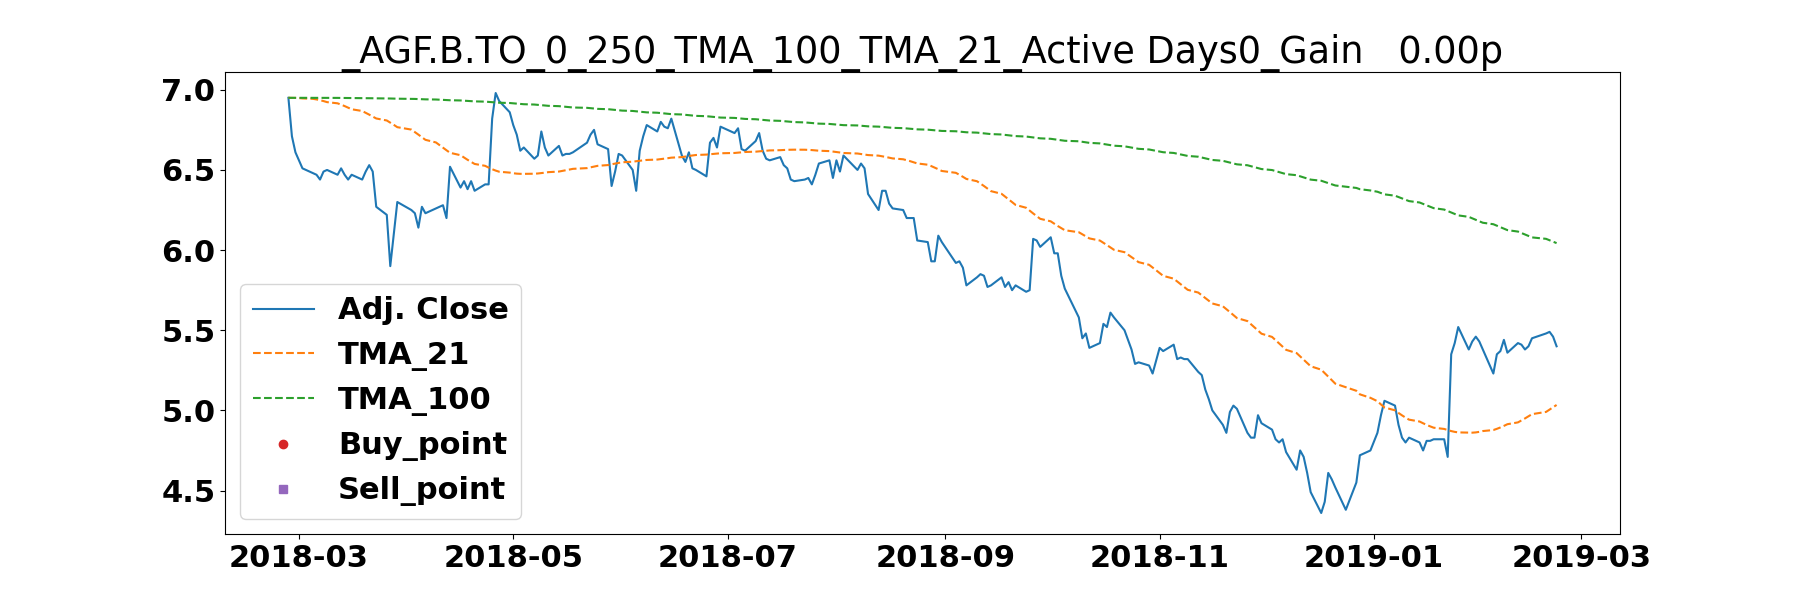 _AGF.B.TO_0_250_TMA_100_TMA_21_Active Days0_Gain   0.00p
7.0
6.5
6.0
5.5
5.0
4.5
Adj. Close
TMA_21
TMA_100
Buy_point
Sell_point
2018-03 2018-05 2018-07 2018-09 2018-11 2019-01 2019-03